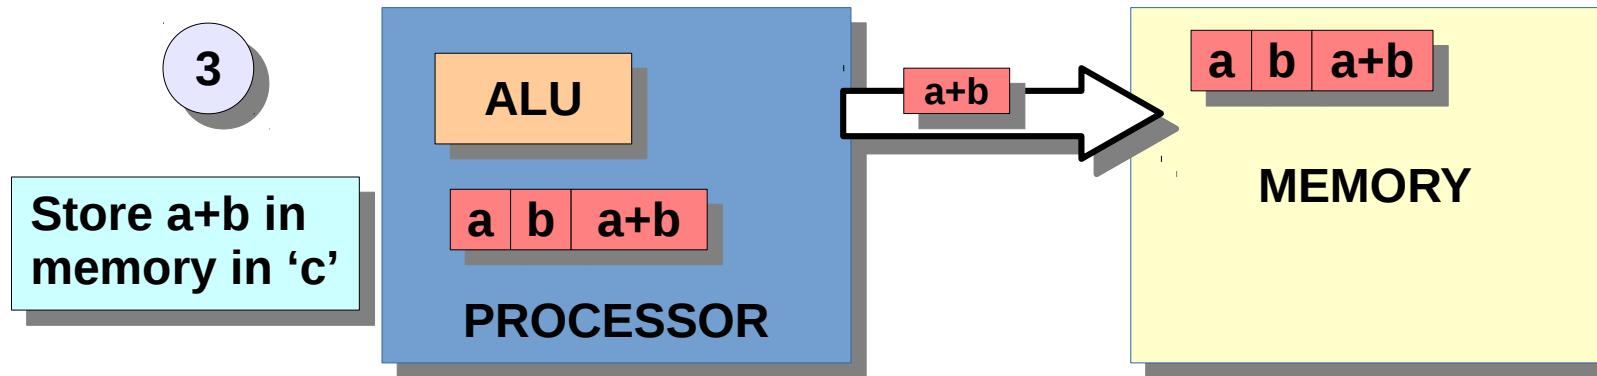 3
Store a+b in
memory in ‘c’
ALU
a b a+b
PROCESSOR
a+b
a b a+b
MEMORY